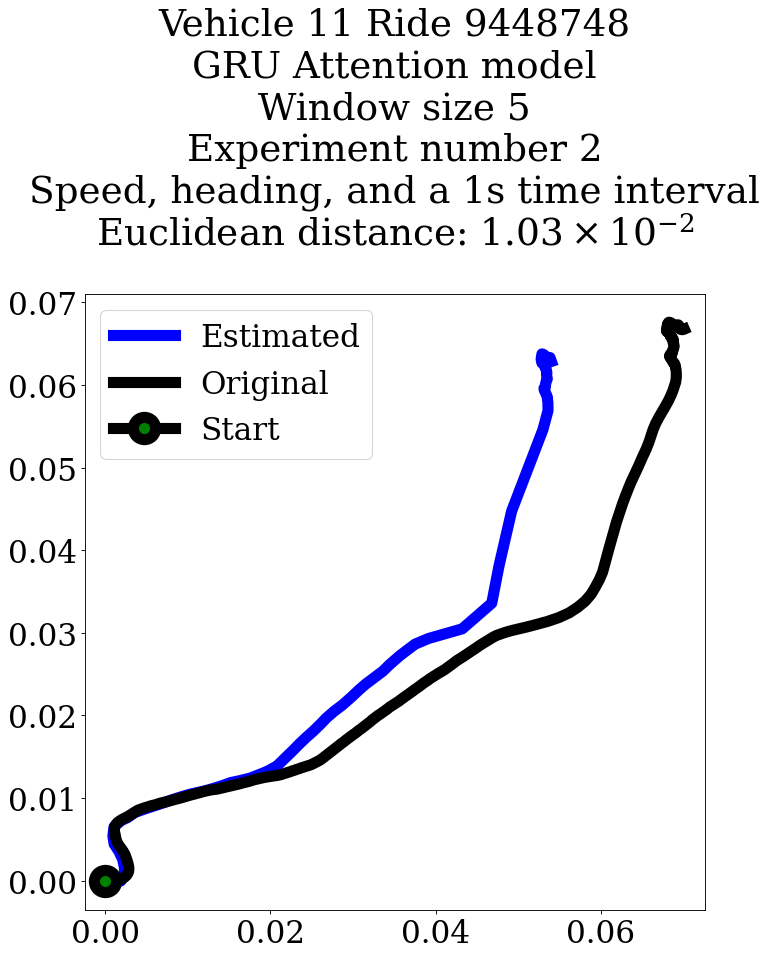 Vehicle 11 Ride 9448748
GRU Attention model
Window size 5
Experiment number 2
Speed, heading, and a 1s time interval
Euclidean distance: 1.03 × 10⁻²
0.07
Estimated
Original
Start
0.06
0.05
0.04
0.03
0.02
0.01
0.00
0.00 0.02 0.04 0.06